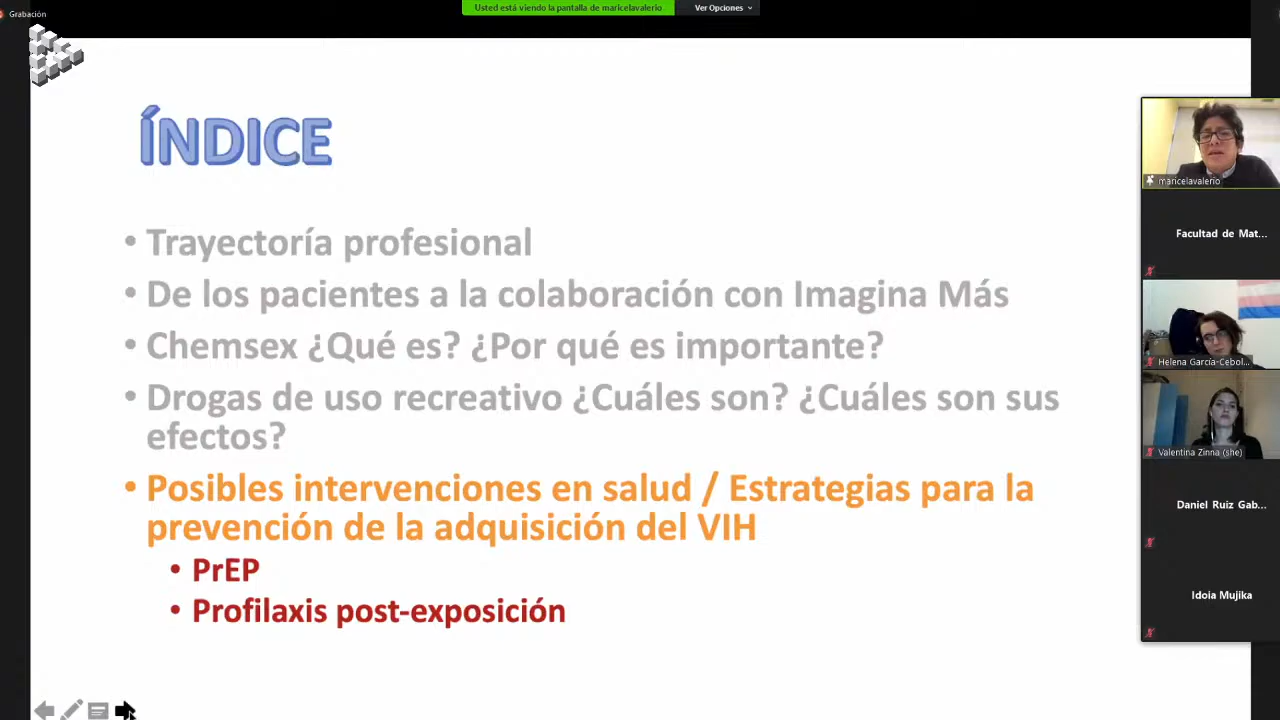 Grabación
Usted está viendo la pantalla de maricelavalerio
Ver Opciones
ÍNDICE
• Trayectoría profesional
• De los pacientes a la colaboración con Imagina Más
• Chemsex ¿Qué es? ¿Por qué es importante?
• Drogas de uso recreativo ¿Cuáles son? ¿Cuáles son sus
efectos?
• Posibles intervenciones en salud / Estrategias para la
prevención de la adquisición del VIH
• PrEP
• Profilaxis post-exposición
maricelavalerio
Facultad de Mat...
Helena García-Cebol...
Valentina Zinna (she)
Daniel Ruiz Gab...
Idoia Mujika